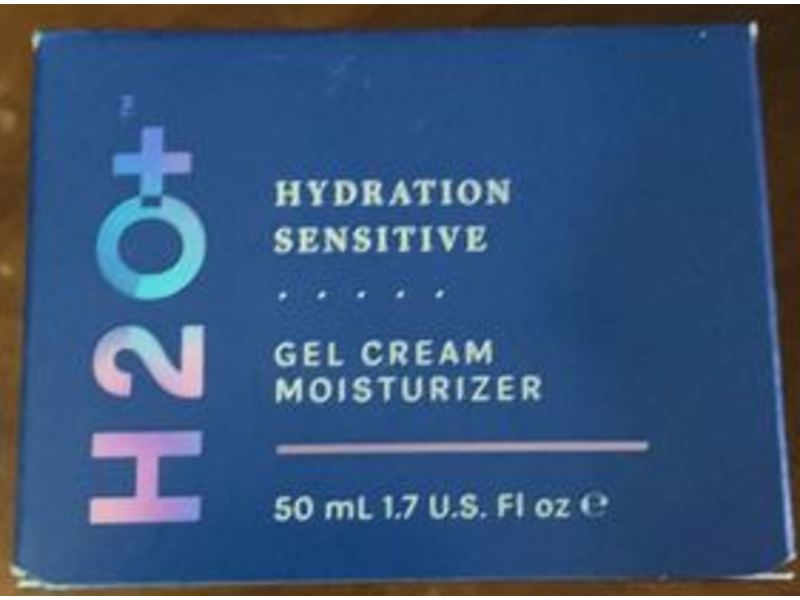 H2O+
HYDRATION
SENSITIVE
. . . . .
GEL CREAM
MOISTURIZER
50 mL 1.7 U.S. Fl oz ℮